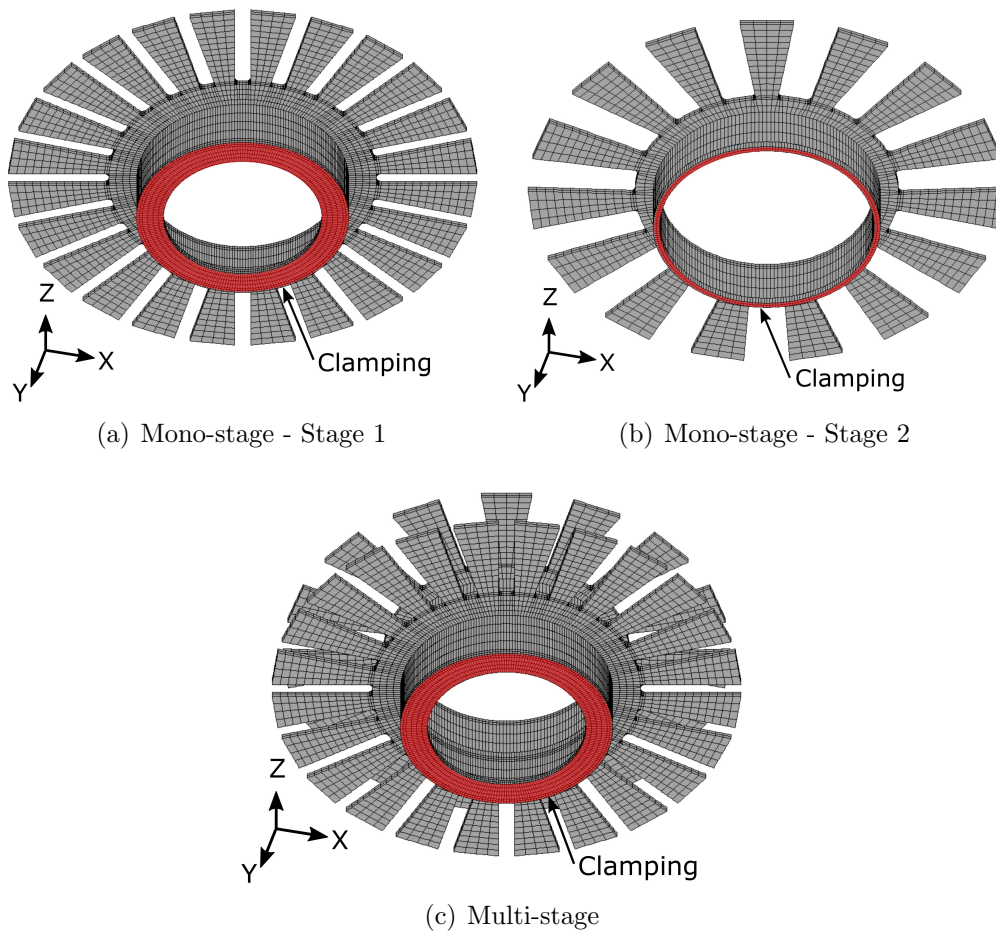 Z
X
Y
Clamping
(a) Mono-stage - Stage 1
Z
X
Y
Clamping
(b) Mono-stage - Stage 2
Z
X
Y
Clamping
(c) Multi-stage